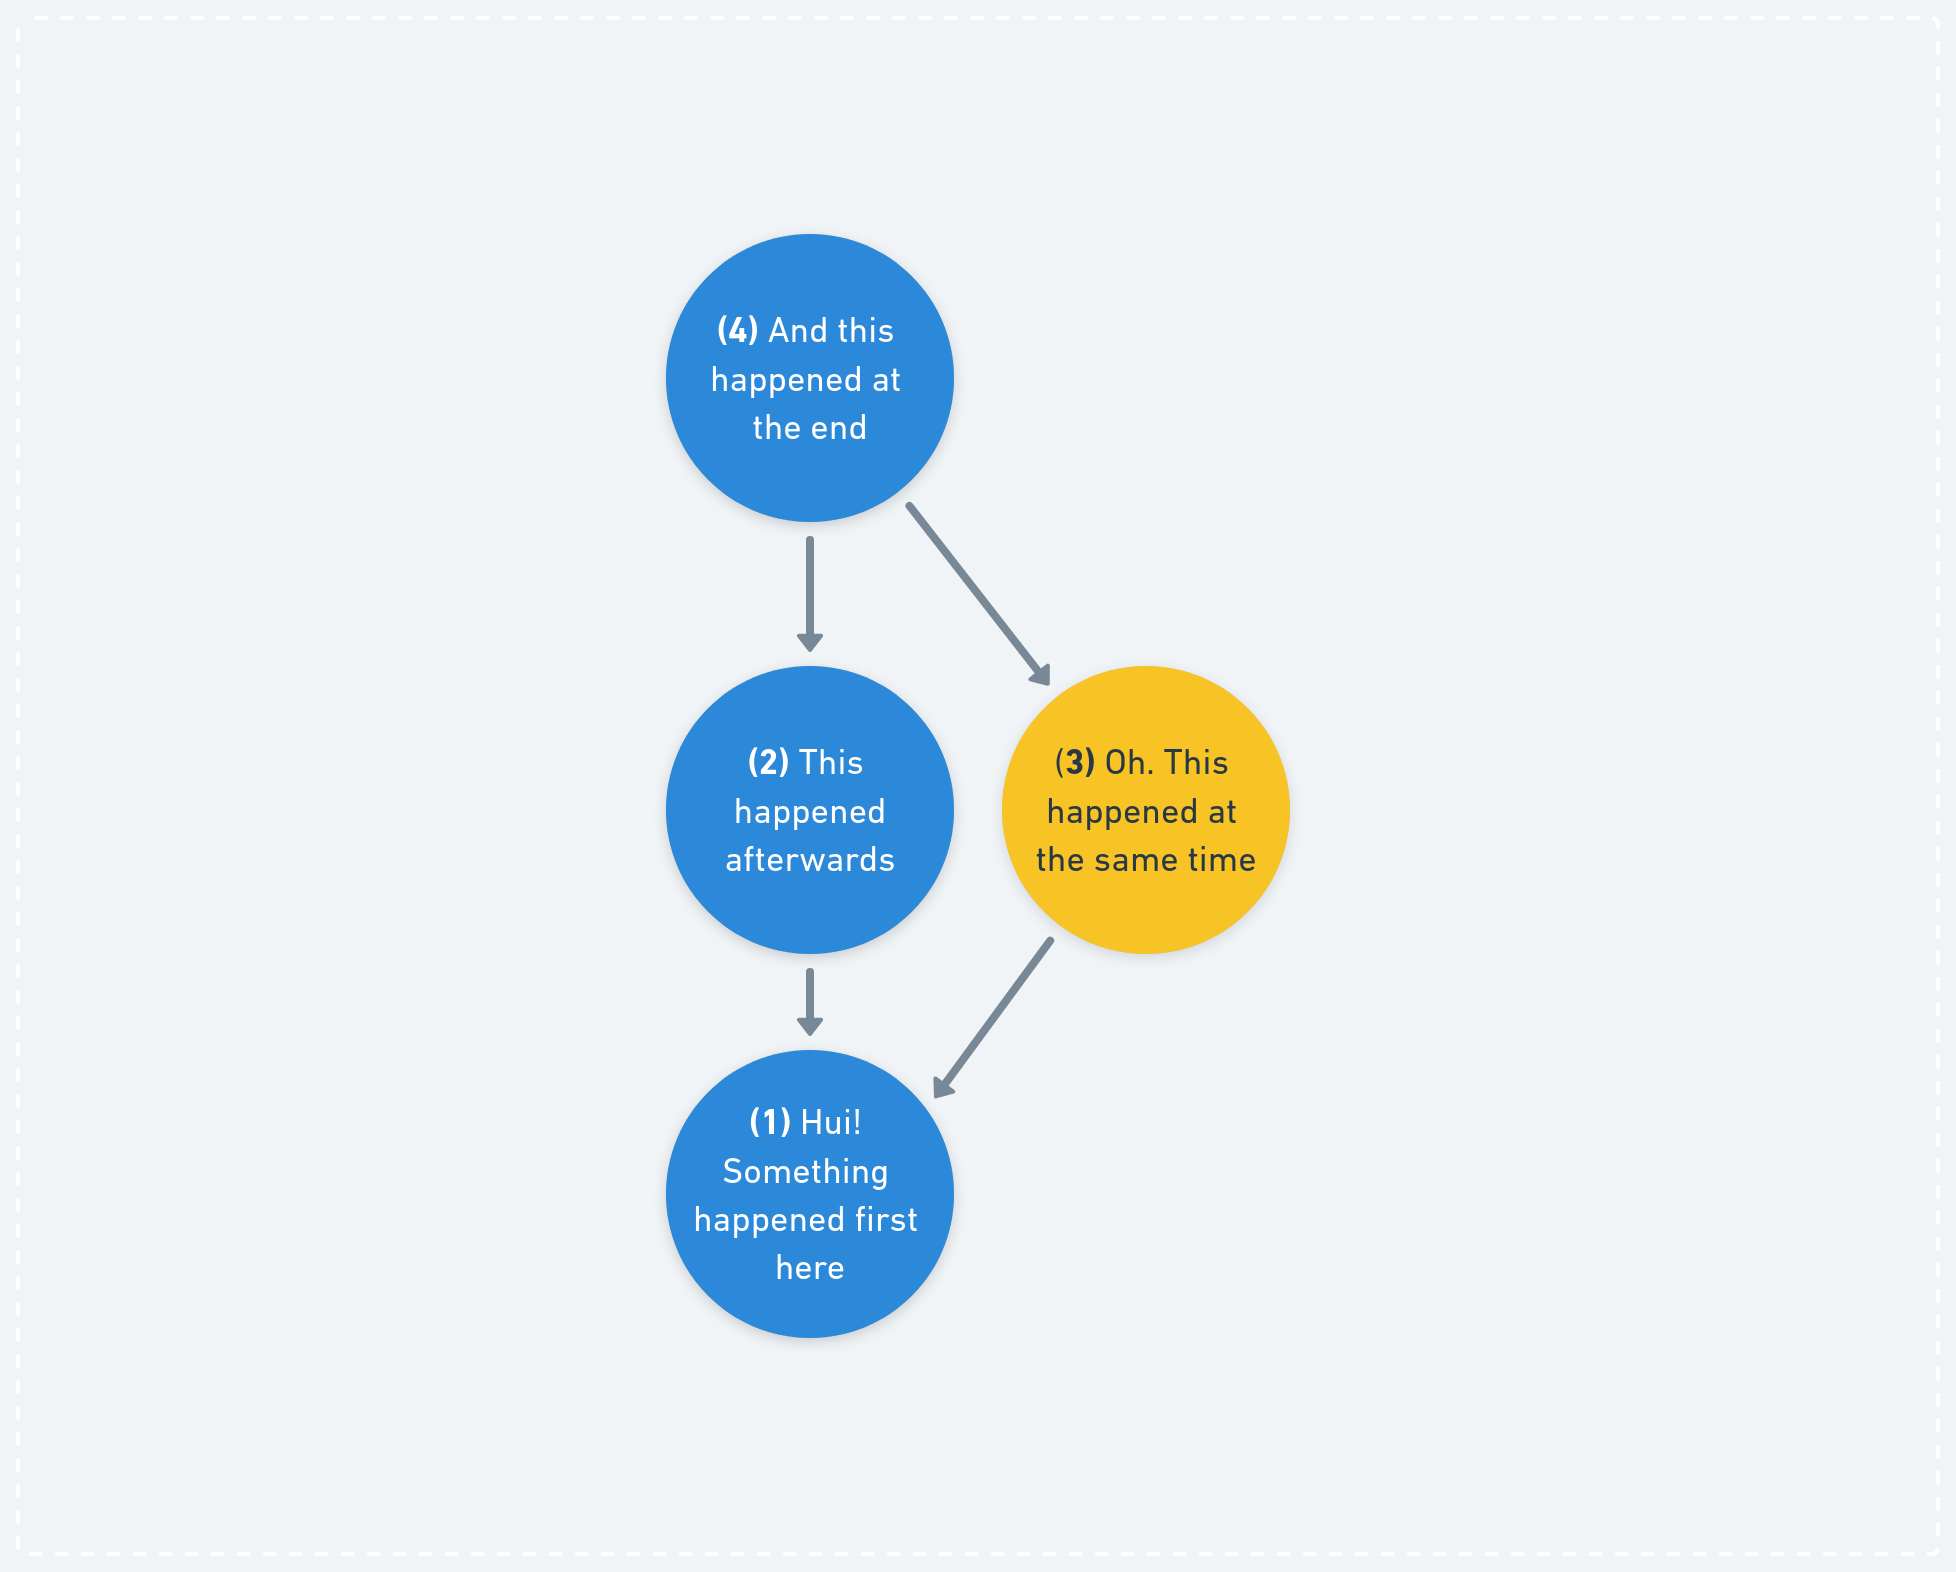 (4) And this
happened at
the end
(2) This
happened
afterwards
(3) Oh. This
happened at
the same time
(1) Hui!
Something
happened first
here